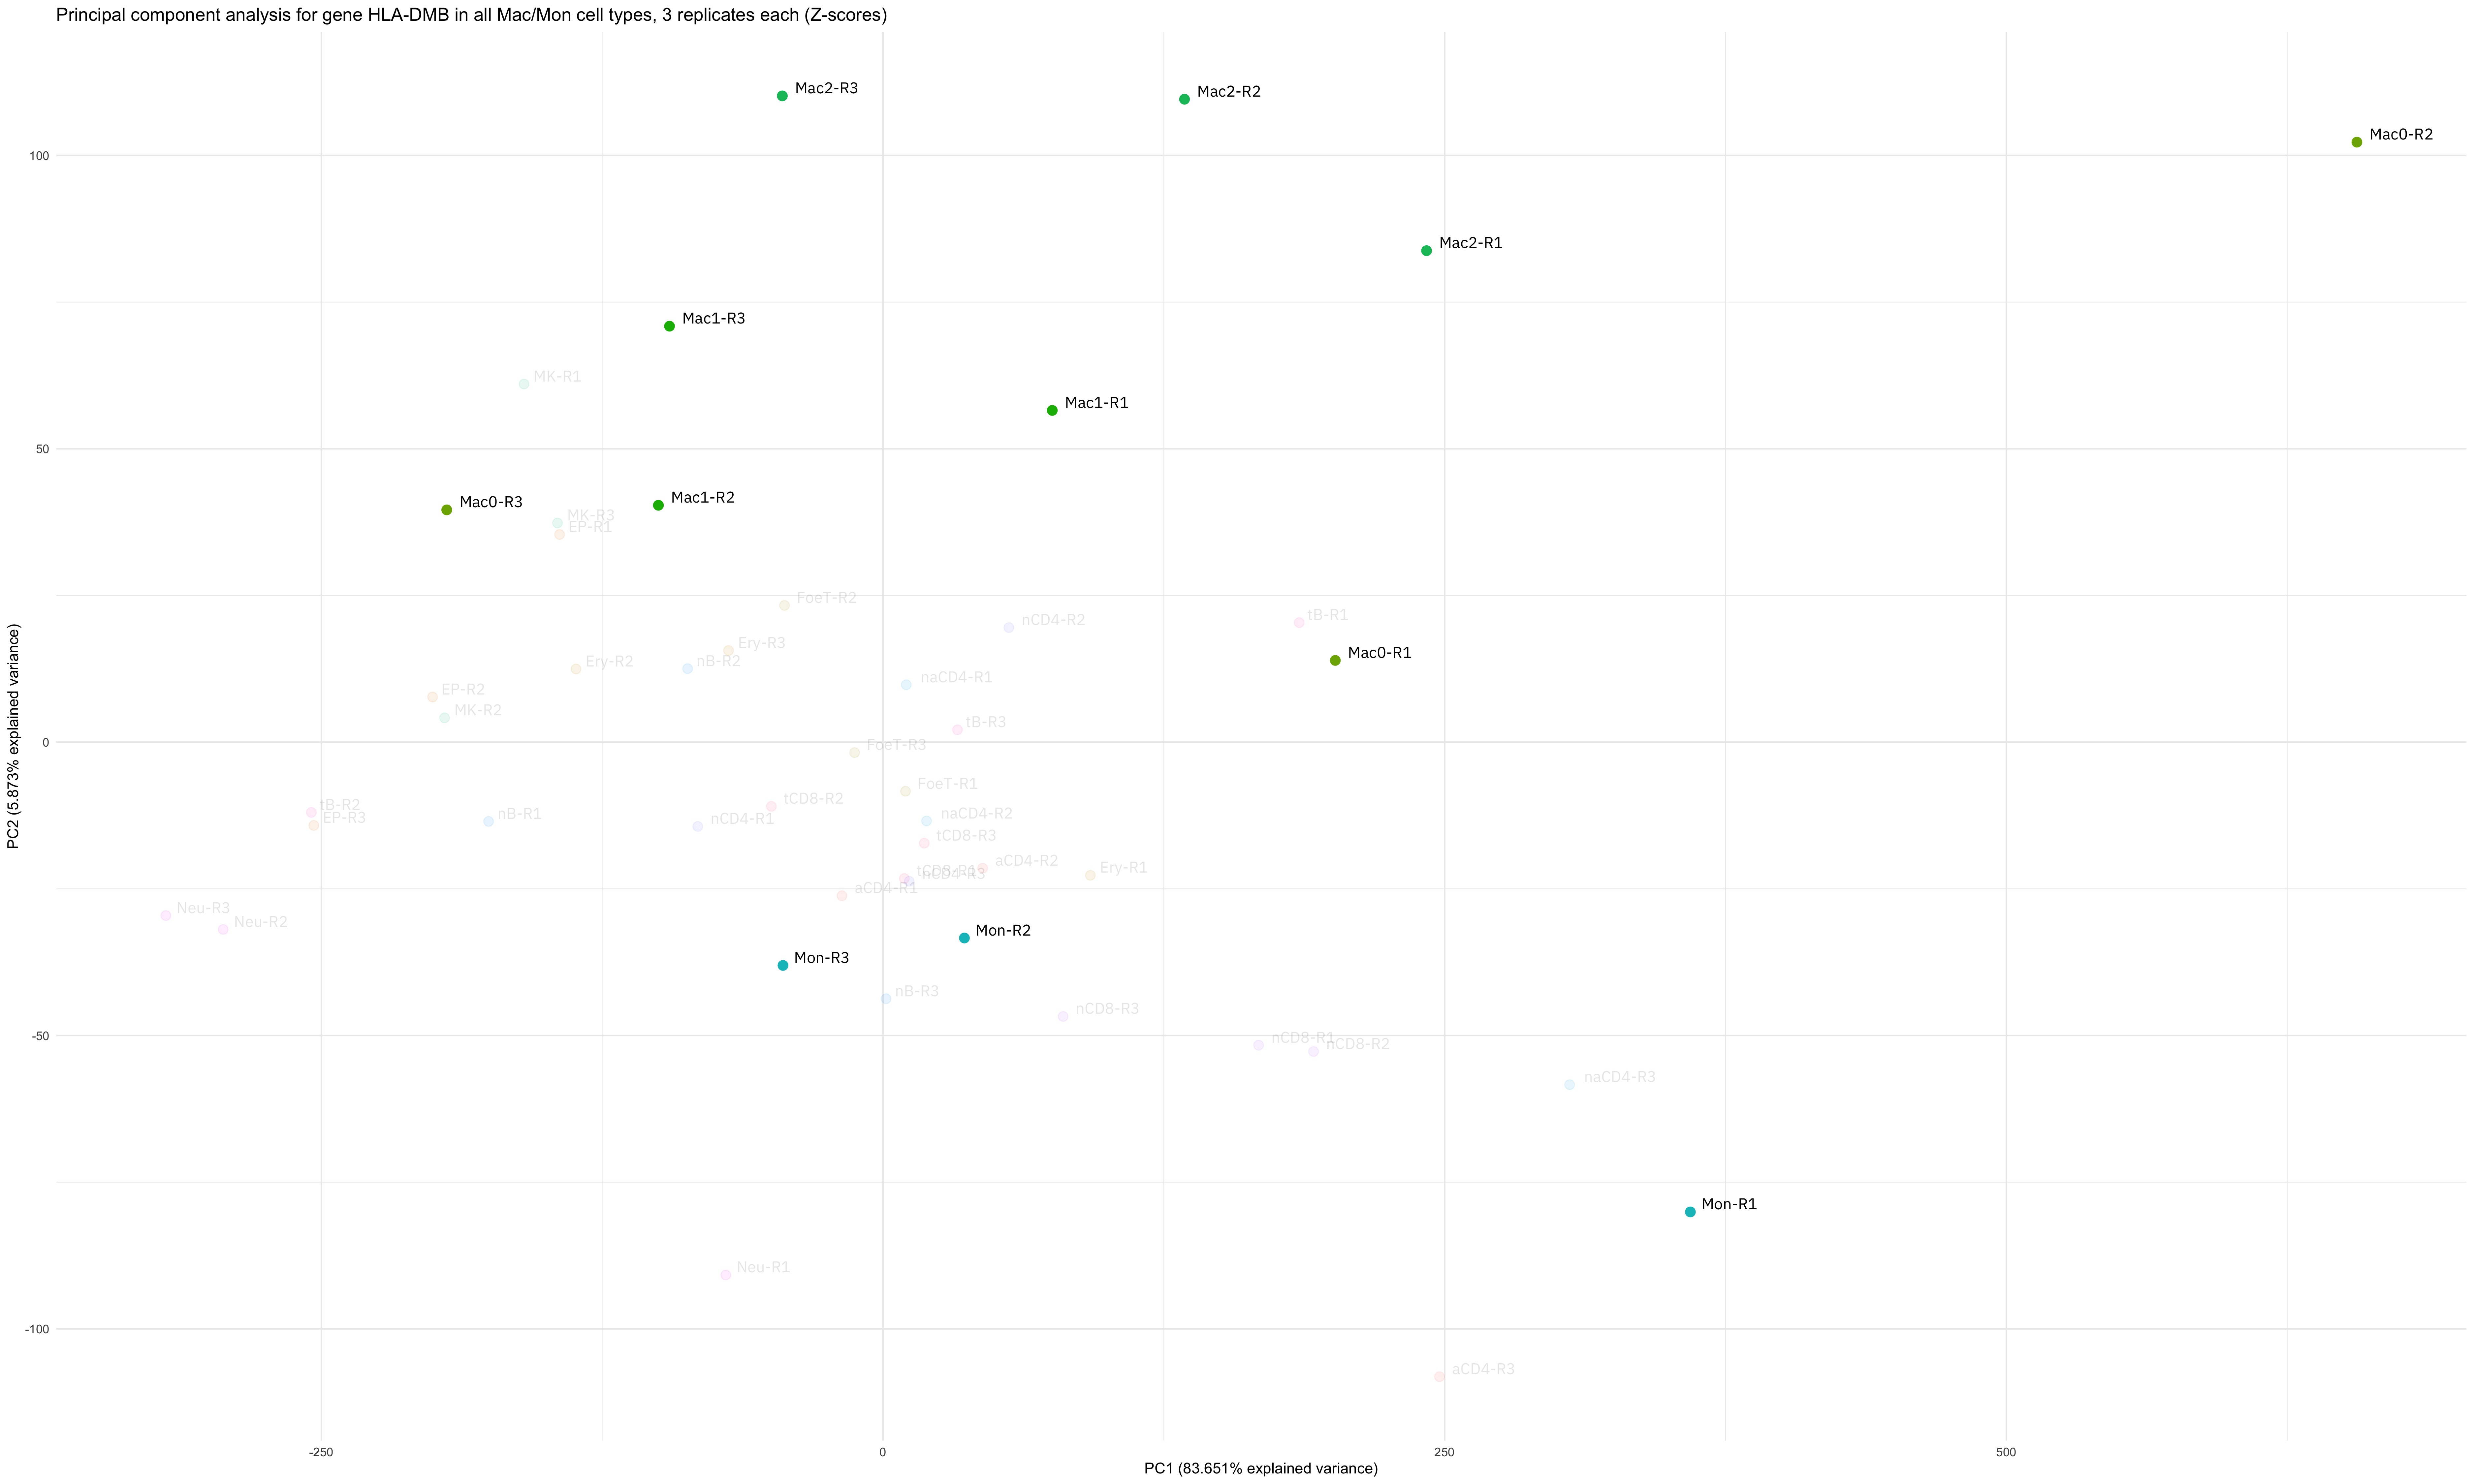 Principal component analysis for gene HLA-DMB in all Mac/Mon cell types, 3 replicates each (Z-scores)
Mac2-R3
Mac2-R2
Mac0-R2
100
Mac2-R1
Mac1-R3
MK-R1
Mac1-R1
50
Mac0-R3
Mac1-R2
MK-R3
EP-R1
FoeT-R2
tB-R1
nCD4-R2
Ery-R3
Mac0-R1
Ery-R2
nB-R2
naCD4-R1
EP-R2
MK-R2
tB-R3
PC2 (5.873% explained variance)
0
FoeT-R3
FoeT-R1
tCD8-R2
tB-R2
nB-R1
naCD4-R2
EP-R3
nCD4-R1
tCD8-R3
aCD4-R2
Ery-R1
tCD8-R1
nCD4-R3
aCD4-R1
Neu-R3
Neu-R2
Mon-R2
Mon-R3
nB-R3
nCD8-R3
-50
nCD8-R1
nCD8-R2
naCD4-R3
Mon-R1
Neu-R1
-100
aCD4-R3
-250
0
250
500
PC1 (83.651% explained variance)